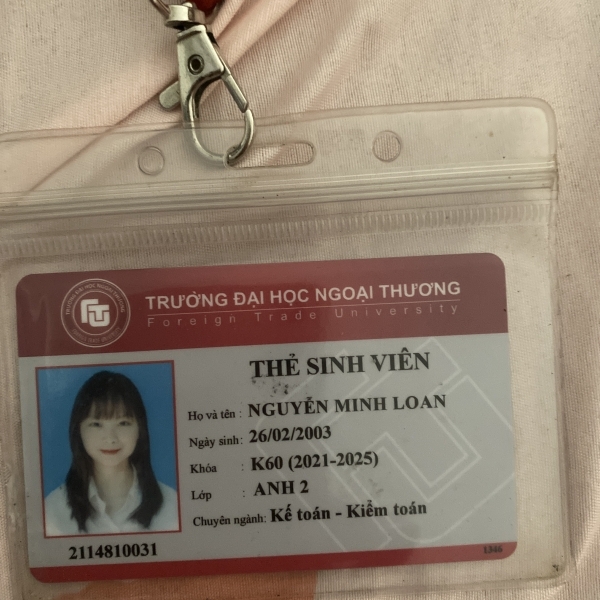 TRƯỜNG ĐẠI HỌC NGOẠI THƯƠNG
Foreign Trade University
THẺ SINH VIÊN
Họ và tên : NGUYỄN MINH LOAN
Ngày sinh: 26/02/2003
Khóa : K60 (2021-2025)
Lớp : ANH 2
Chuyên ngành: Kế toán - Kiểm toán
2114810031
1346